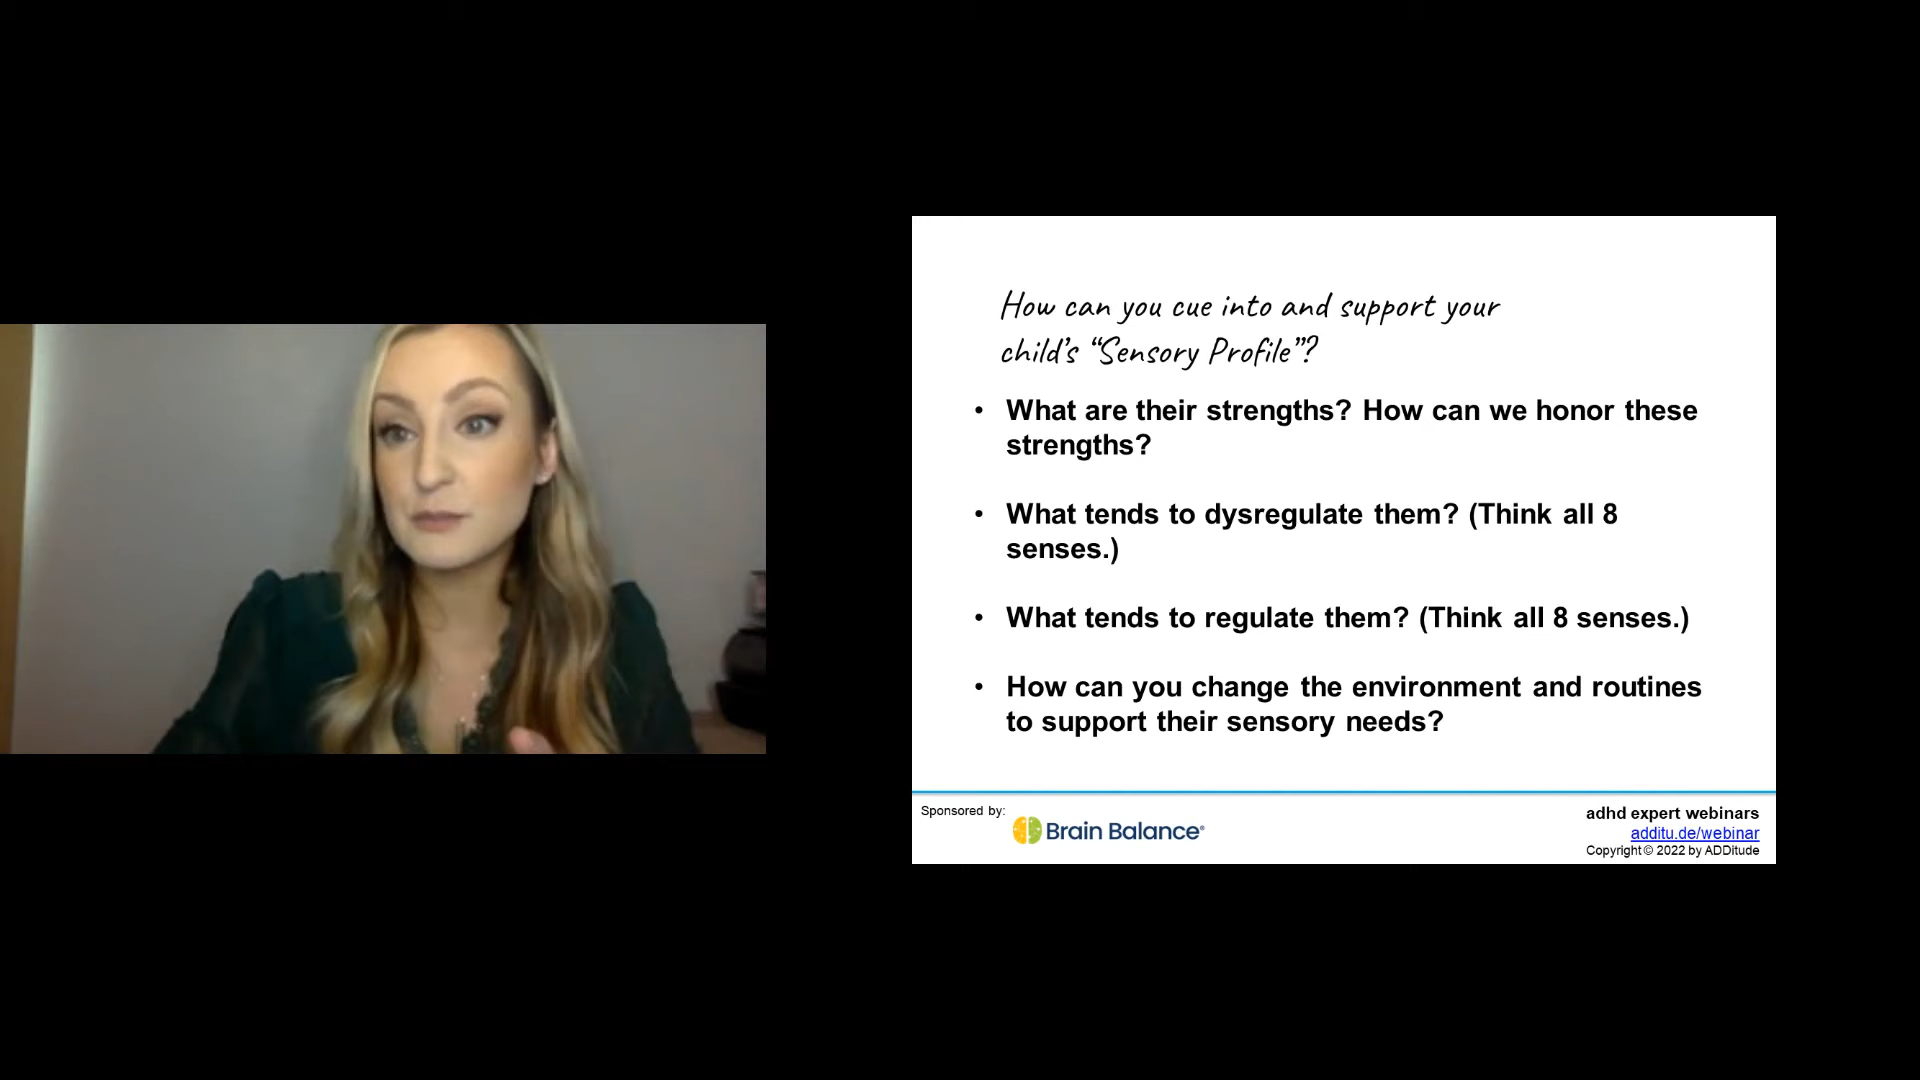 How can you cue into and support your
child's “Sensory Profile”?
• What are their strengths? How can we honor these
strengths?
• What tends to dysregulate them? (Think all 8
senses.)
• What tends to regulate them? (Think all 8 senses.)
• How can you change the environment and routines
to support their sensory needs?
Sponsored by:
Brain Balance®
adhd expert webinars
additu.de/webinar
Copyright © 2022 by ADDitude